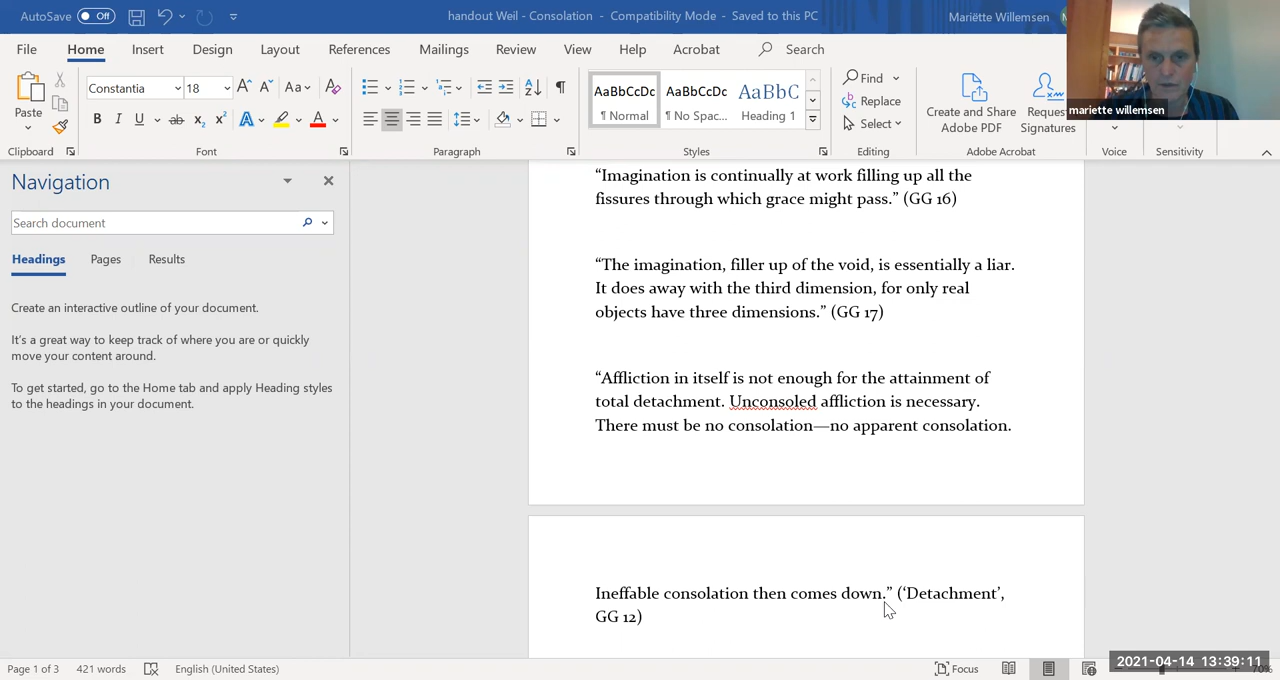 AutoSave Off handout Weil - Consolation - Compatibility Mode - Saved to this PC Mariëtte Willemsen
File Home Insert Design Layout References Mailings Review View Help Acrobat Search
mariette willemsen
Paste
Constantia 18
Find
Replace
Select
AaBbCcDc AaBbCcDc AaBbC
¶ Normal ¶ No Spac... Heading 1
Create and Share
Adobe PDF
Reques
Signatures
Clipboard Font Paragraph Styles Editing Adobe Acrobat Voice Sensitivity
Navigation
Search document
Headings Pages Results
Create an interactive outline of your document.
It's a great way to keep track of where you are or quickly
move your content around.
To get started, go to the Home tab and apply Heading styles
to the headings in your document.
“Imagination is continually at work filling up all the
fissures through which grace might pass.” (GG 16)
“The imagination, filler up of the void, is essentially a liar.
It does away with the third dimension, for only real
objects have three dimensions.” (GG 17)
“Affliction in itself is not enough for the attainment of
total detachment. Unconsoled affliction is necessary.
There must be no consolation—no apparent consolation.
Ineffable consolation then comes down.” (‘Detachment’,
GG 12)
Page 1 of 3 421 words English (United States) Focus
2021-04-14 13:39:11